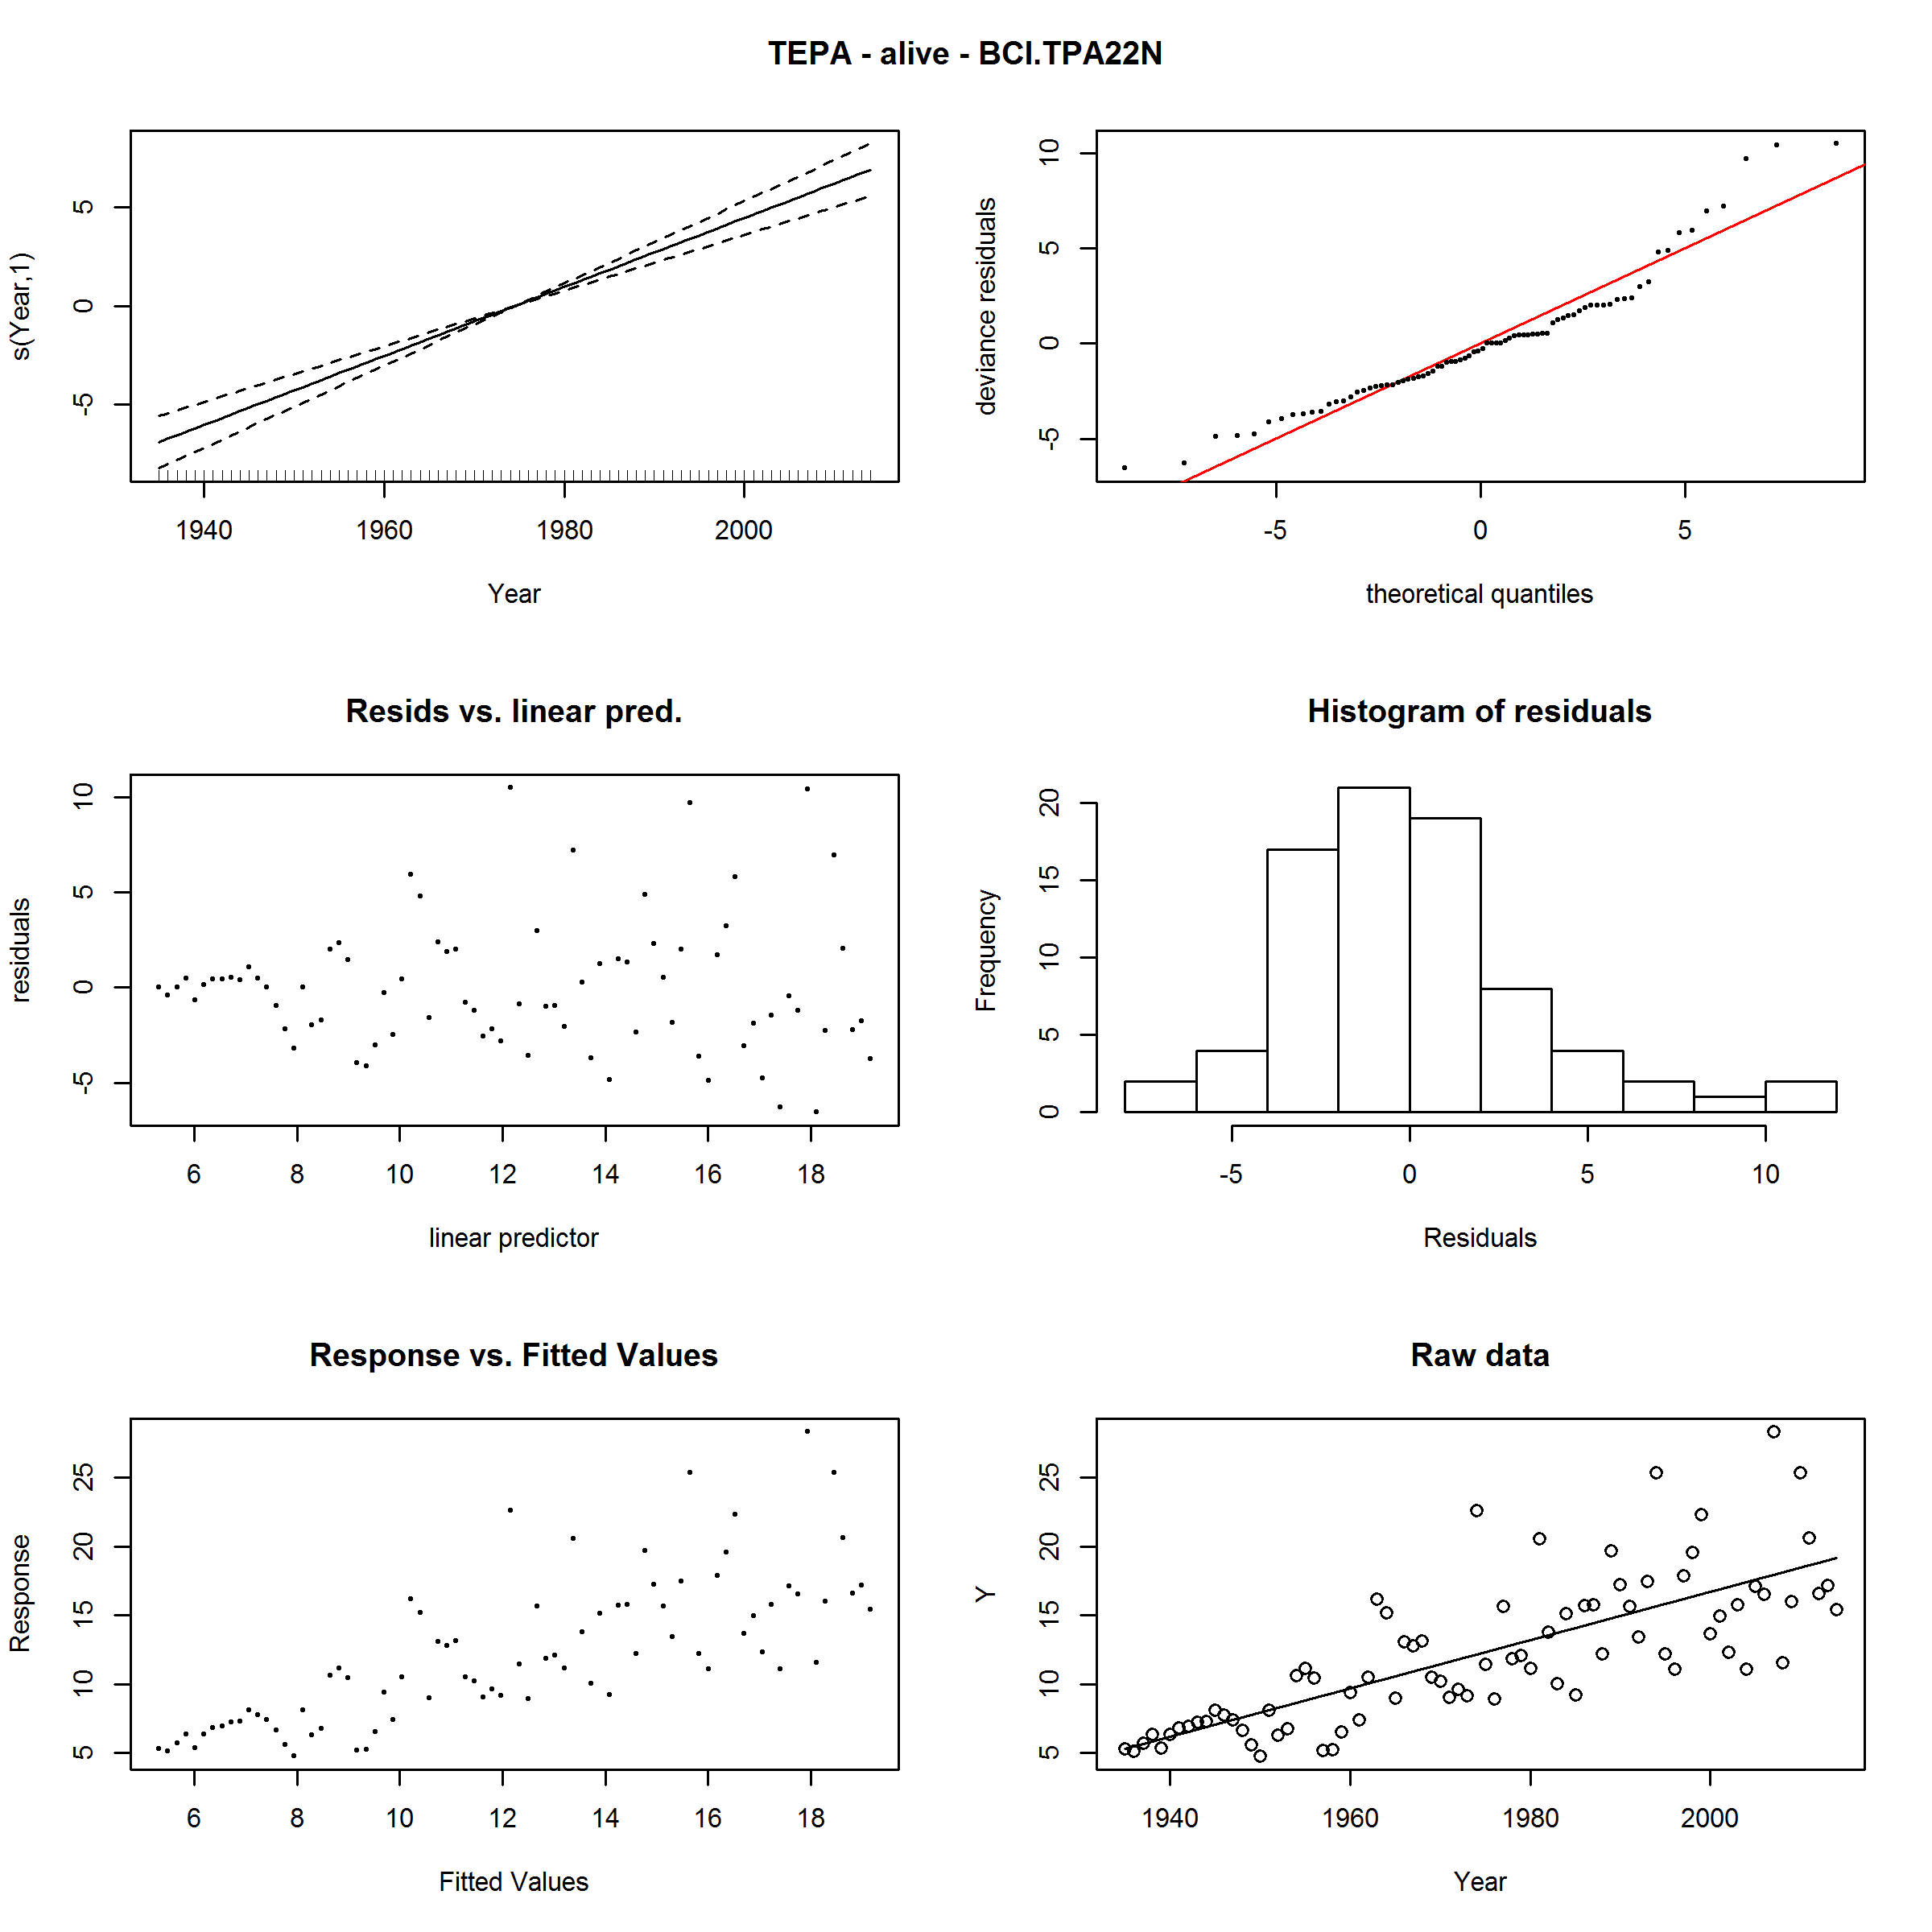 TEPA - alive - BCI.TPA22N
s(Year,1)
-5 0 5
1940 1960 1980 2000
Year
deviance residuals
-5 0 5 10
-5 0 5
theoretical quantiles
Resids vs. linear pred.
residuals
-5 0 5 10
6 8 10 12 14 16 18
linear predictor
Histogram of residuals
Frequency
0 5 10 15 20
-5 0 5 10
Residuals
Response vs. Fitted Values
Response
5 10 15 20 25
6 8 10 12 14 16 18
Fitted Values
Raw data
Y
5 10 15 20 25
1940 1960 1980 2000
Year